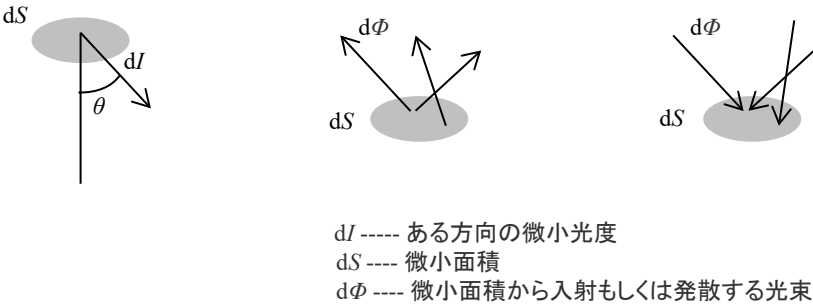 dS
dI
θ
dΦ
dS
dΦ
dS
dI ----- ある方向の微小光度
dS ---- 微小面積
dΦ ---- 微小面積から入射もしくは発散する光束